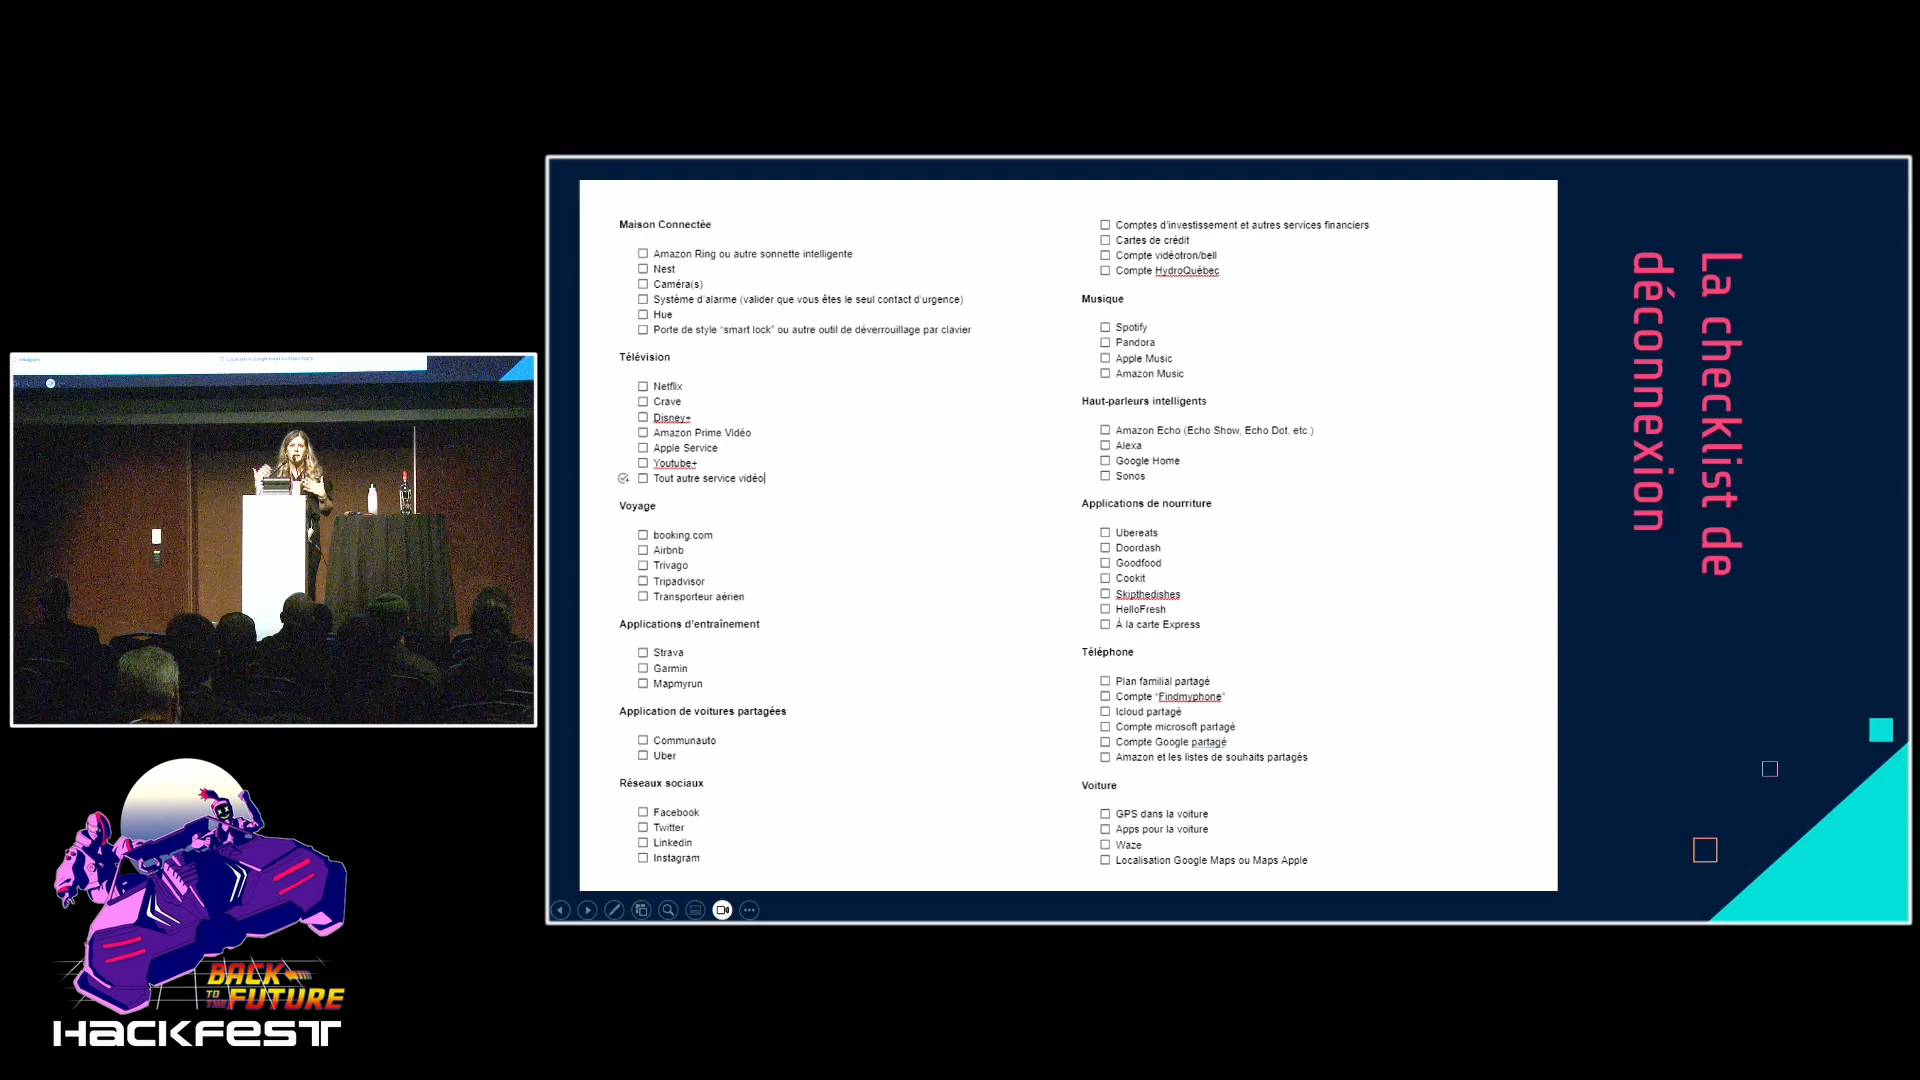 Maison Connectée
Amazon Ring ou autre sonnette intelligente
Nest
Caméra(s)
Système d'alarme (valider que vous êtes le seul contact d'urgence)
Hue
Porte de style "smart lock" ou autre outil de déverrouillage par clavier
Télévision
Netflix
Crave
Disney+
Amazon Prime Vidéo
Apple Service
Youtube+
Tout autre service vidéo
Voyage
booking.com
Airbnb
Trivago
Tripadvisor
Transporteur aérien
Applications d'entraînement
Strava
Garmin
Mapmyrun
Application de voitures partagées
Communauto
Uber
Réseaux sociaux
Facebook
Twitter
Linkedin
Instagram
Comptes d'investissement et autres services financiers
Cartes de crédit
Compte vidéotron/bell
Compte HydroQuébec
Musique
Spotify
Pandora
Apple Music
Amazon Music
Haut-parleurs intelligents
Amazon Echo (Echo Show, Echo Dot, etc.)
Alexa
Google Home
Sonos
Applications de nourriture
Ubereats
Doordash
Goodfood
Cookit
Skipthedishes
HelloFresh
À la carte Express
Téléphone
Plan familial partagé
Compte "Findmyphone"
Icloud partagé
Compte microsoft partagé
Compte Google partagé
Amazon et les listes de souhaits partagés
Voiture
GPS dans la voiture
Apps pour la voiture
Waze
Localisation Google Maps ou Maps Apple
La checklist de
déconnexion
Instagram
Localisation Google Maps ou Maps Apple
BACK
TO THE FUTURE
HACKFEST